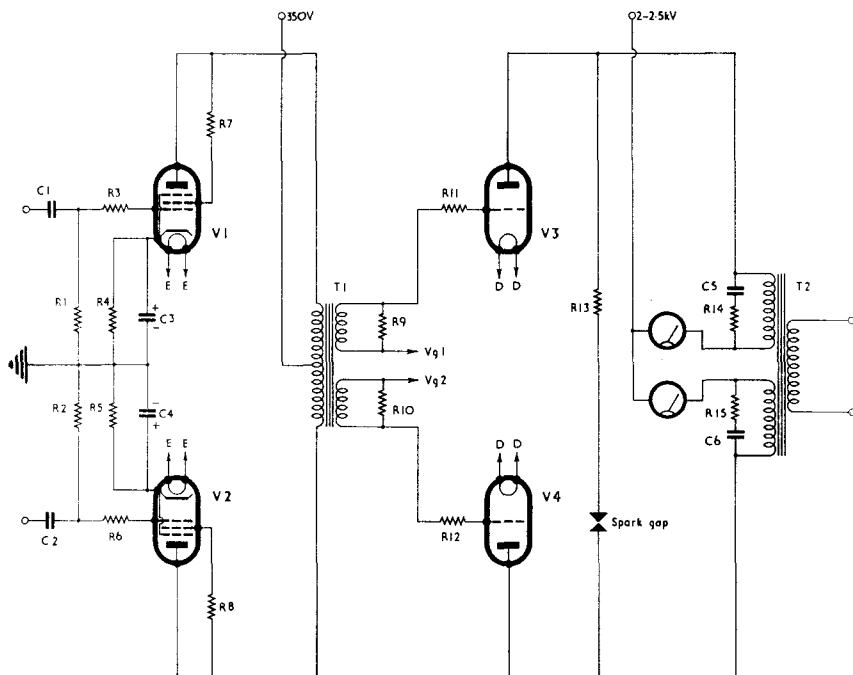 350V
2-2.5kV
R7
C1
R3
R11
V1
V3
E
E
D
D
T1
C5
T2
R1
R4
C3
+
−
R9
R13
R14
Vg1
Vg2
R2
R5
−
C4
+
R10
R15
C6
E
E
D
D
V2
V4
C2
R6
R12
Spark gap
R8